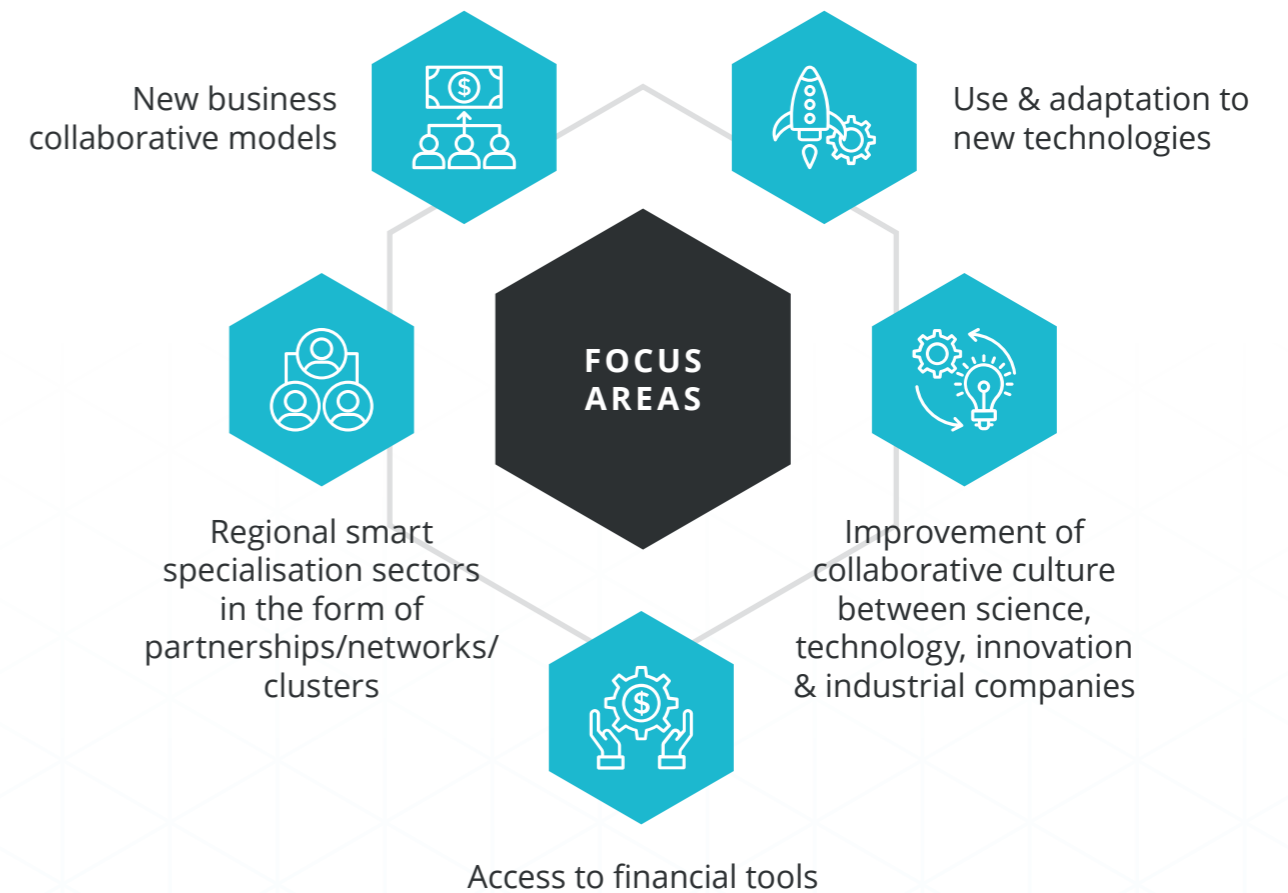 New business
collaborative models
Use & adaptation to
new technologies
FOCUS
AREAS
Regional smart
specialisation sectors
in the form of
partnerships/networks/
clusters
Improvement of
collaborative culture
between science,
technology, innovation
& industrial companies
Access to financial tools